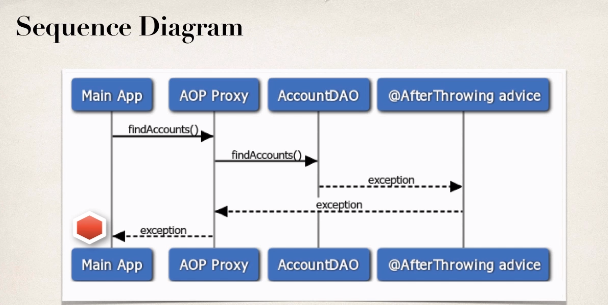 Sequence Diagram
Main App AOP Proxy AccountDAO @AfterThrowing advice
findAccounts()
findAccounts()
exception
exception
exception
Main App AOP Proxy AccountDAO @AfterThrowing advice